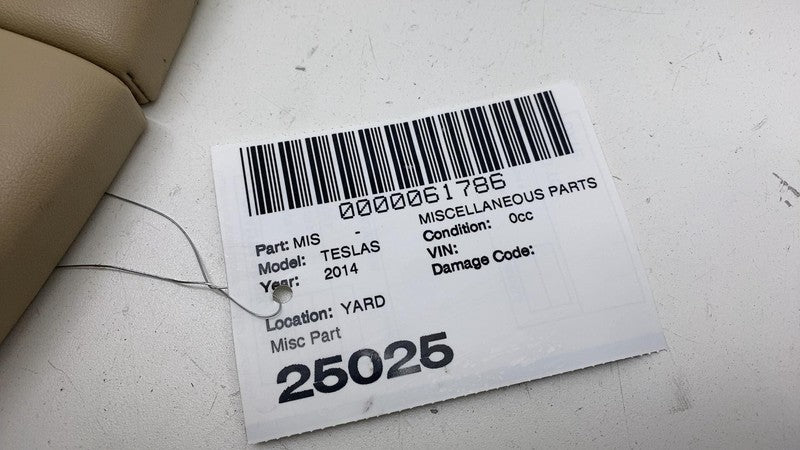 0000061786
Part: MIS - MISCELLANEOUS PARTS
Model: TESLAS Condition: 0cc
Year: 2014 VIN:
Damage Code:
Location: YARD
Misc Part
25025